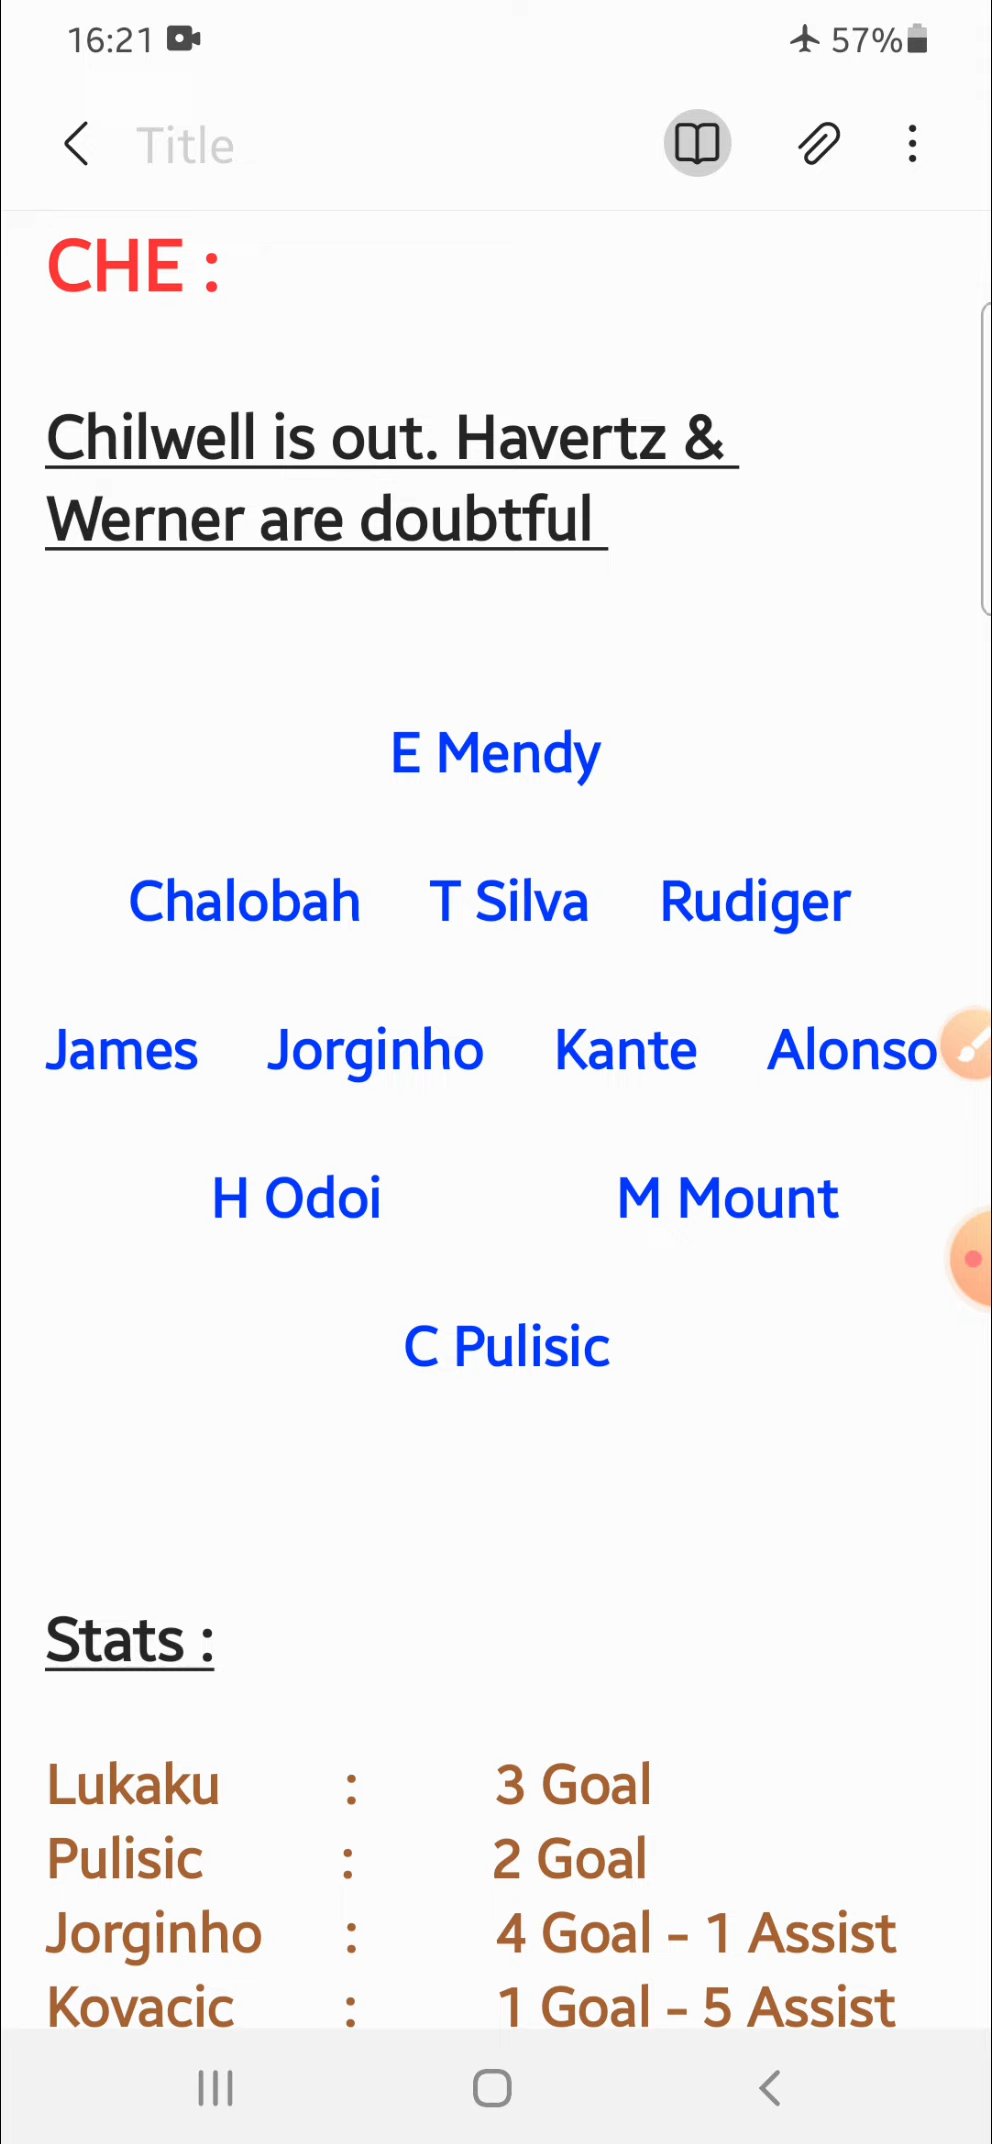 16:21 57%
Title
CHE :
Chilwell is out. Havertz &
Werner are doubtful
E Mendy
Chalobah T Silva Rudiger
James Jorginho Kante Alonso
H Odoi M Mount
C Pulisic
Stats :
Lukaku : 3 Goal
Pulisic : 2 Goal
Jorginho : 4 Goal - 1 Assist
Kovacic : 1 Goal - 5 Assist